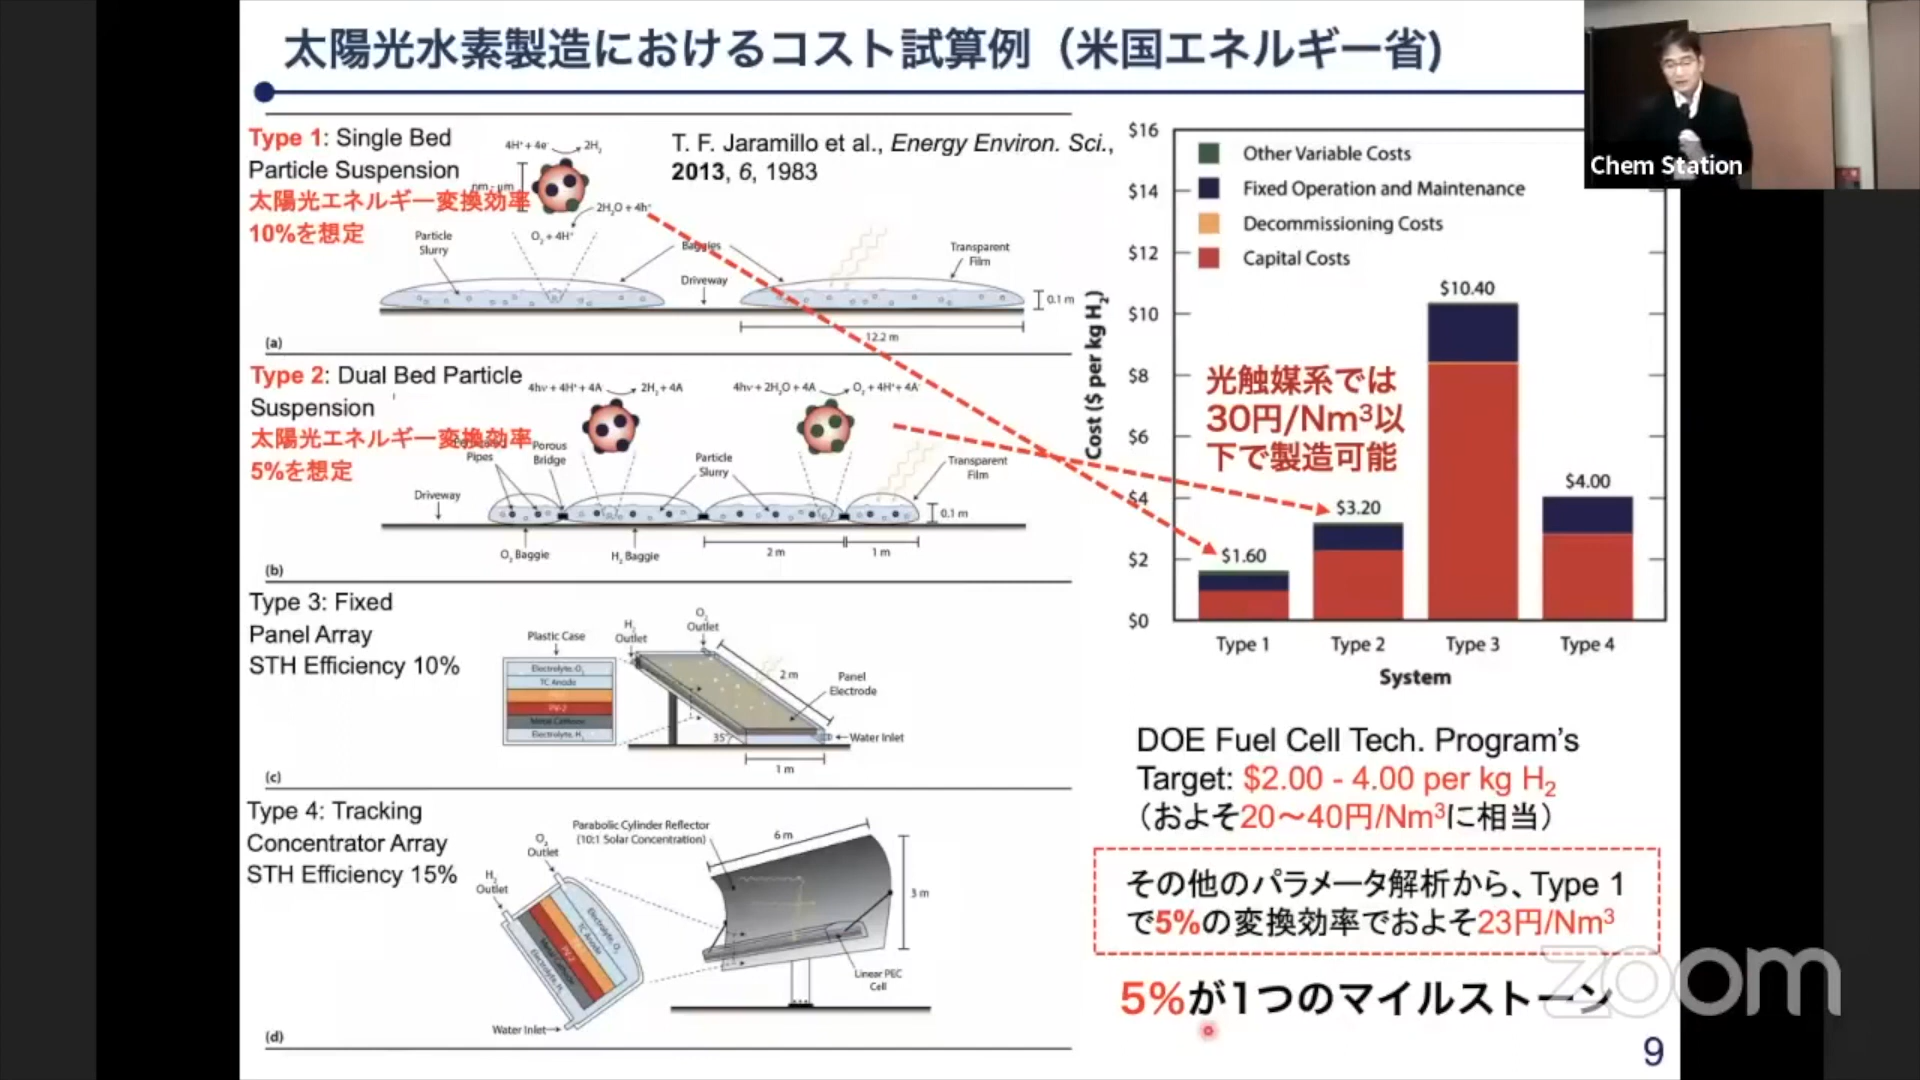 太陽光水素製造におけるコスト試算例（米国エネルギー省）
Chem Station
Type 1: Single Bed
Particle Suspension
太陽光エネルギー変換効率
10%を想定
4H⁺ + 4e⁻
2H₂
nm - μm
2H₂O + 4h⁺
O₂ + 4H⁺
T. F. Jaramillo et al., Energy Environ. Sci.,
2013, 6, 1983
Particle
Slurry
Baggies
Driveway
Transparent
Film
0.1 m
12.2 m
(a)
Type 2: Dual Bed Particle
Suspension
太陽光エネルギー変換効率
5%を想定
4hν + 4H⁺ + 4A⁻
2H₂ + 4A
4hν + 2H₂O + 4A
O₂ + 4H⁺ + 4A⁻
Pipes
Porous
Bridge
Particle
Slurry
Transparent
Film
Driveway
0.1 m
O₂ Baggie
H₂ Baggie
2 m
1 m
(b)
Type 3: Fixed
Panel Array
STH Efficiency 10%
Plastic Case
H₂
Outlet
O₂
Outlet
Electrolyte, O₂
TC Anode
PV-2
Metal Cathode
Electrolyte, H₂
2 m
Panel
Electrode
35°
Water Inlet
1 m
(c)
Type 4: Tracking
Concentrator Array
STH Efficiency 15%
Parabolic Cylinder Reflector
(10:1 Solar Concentration)
6 m
3 m
O₂
Outlet
H₂
Outlet
Electrolyte, O₂
TC Anode
PV-2
Metal Cathode
Electrolyte, H₂
Linear PEC
Cell
Water Inlet
(d)
Cost ($ per kg H₂)
$16
$14
$12
$10
$8
$6
$4
$2
$0
Other Variable Costs
Fixed Operation and Maintenance
Decommissioning Costs
Capital Costs
光触媒系では
30円/Nm³以
下で製造可能
$1.60
$3.20
$10.40
$4.00
Type 1
Type 2
Type 3
Type 4
System
DOE Fuel Cell Tech. Program's
Target: $2.00 - 4.00 per kg H₂
（およそ20〜40円/Nm³に相当）
その他のパラメータ解析から、Type 1
で5%の変換効率でおよそ23円/Nm³
5%が1つのマイルストーン
zoom
9